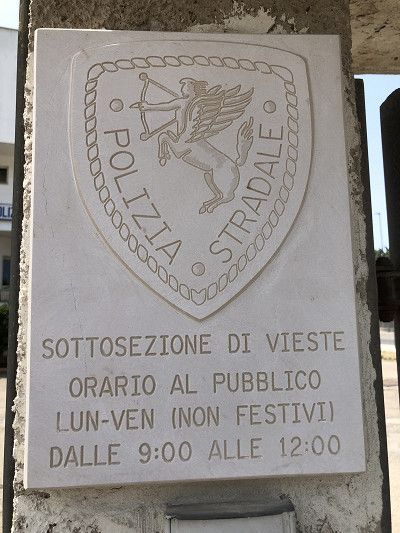 POLIZIA
STRADALE
SOTTOSEZIONE DI VIESTE
ORARIO AL PUBBLICO
LUN-VEN (NON FESTIVI)
DALLE 9:00 ALLE 12:00